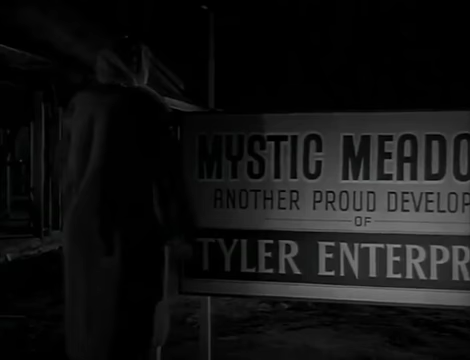 MYSTIC MEADO
ANOTHER PROUD DEVELOP
OF
TYLER ENTERPR